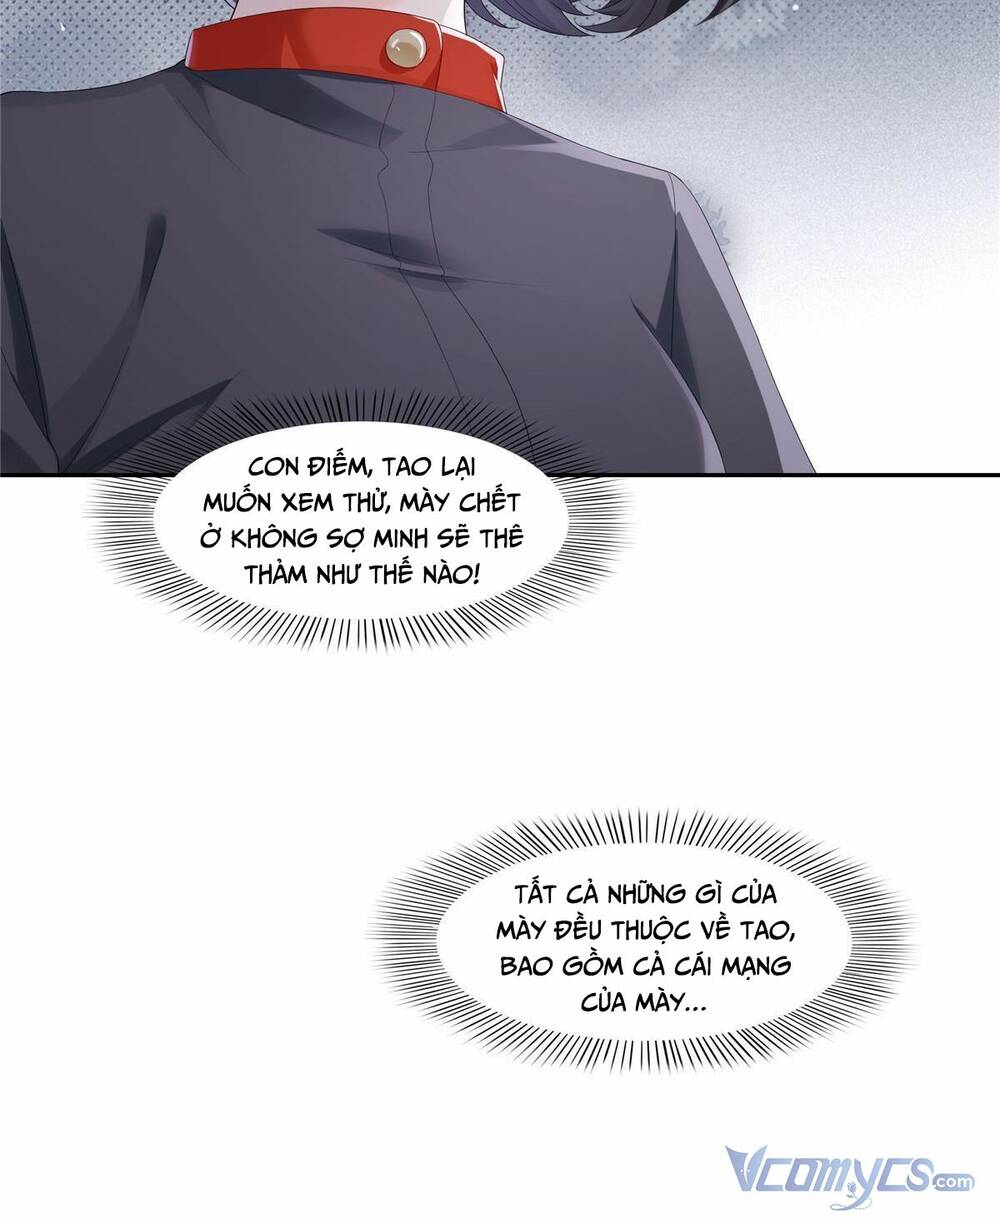 CON ĐIẾM, TAO LẠI
MUỐN XEM THỬ, MÀY CHẾT
Ở KHÔNG SỢ MINH SẼ THÊ
THẢM NHƯ THẾ NÀO!
TẤT CẢ NHỮNG GÌ CỦA
MÀY ĐỀU THUỘC VỀ TAO,
BAO GỒM CẢ CÁI MẠNG
CỦA MÀY...
VCOMYCS.com